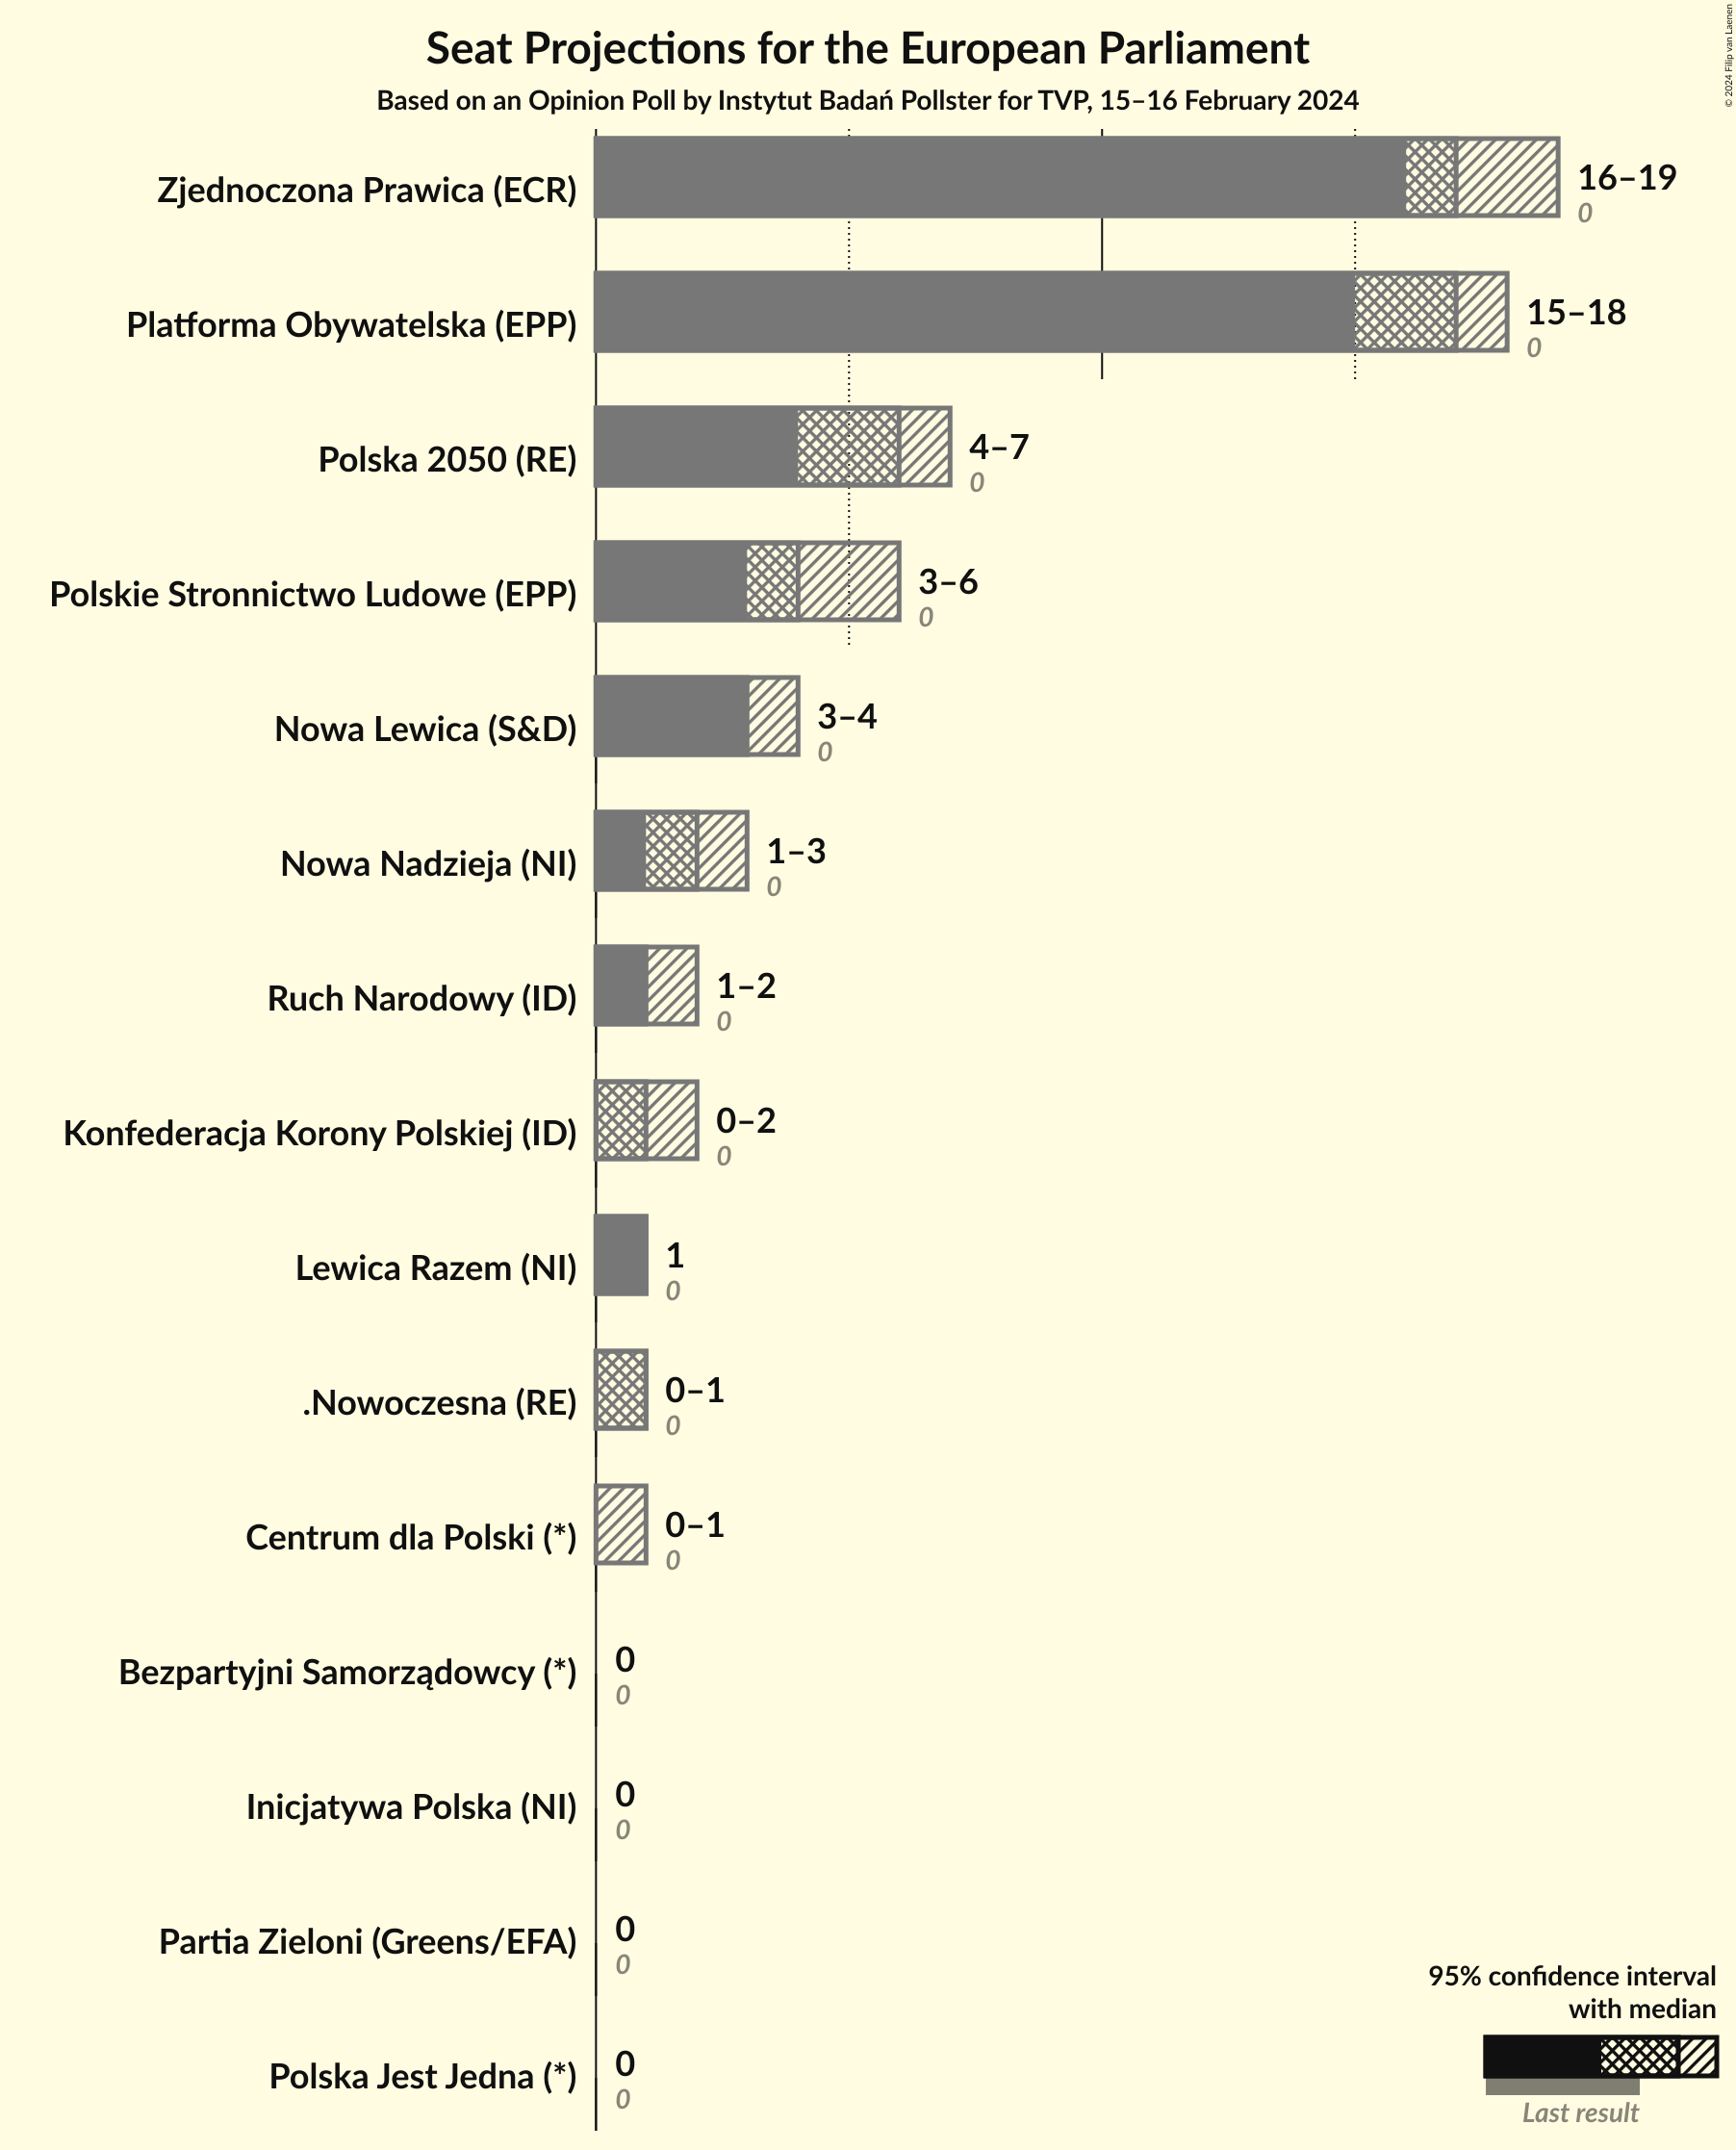 Seat Projections for the European Parliament
Based on an Opinion Poll by Instytut Badań Pollster for TVP, 15–16 February 2024
© 2024 Filip van Laenen
Zjednoczona Prawica (ECR)
16–19
0
Platforma Obywatelska (EPP)
15–18
0
Polska 2050 (RE)
4–7
0
Polskie Stronnictwo Ludowe (EPP)
3–6
0
Nowa Lewica (S&D)
3–4
0
Nowa Nadzieja (NI)
1–3
0
Ruch Narodowy (ID)
1–2
0
Konfederacja Korony Polskiej (ID)
0–2
0
Lewica Razem (NI)
1
0
.Nowoczesna (RE)
0–1
0
Centrum dla Polski (*)
0–1
0
Bezpartyjni Samorządowcy (*)
0
0
Inicjatywa Polska (NI)
0
0
Partia Zieloni (Greens/EFA)
0
0
Polska Jest Jedna (*)
0
0
95% confidence interval
with median
Last result